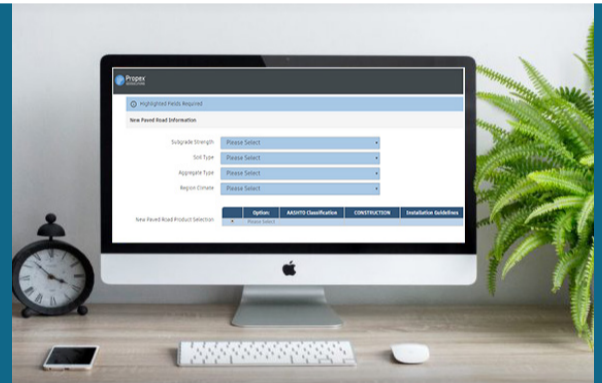 Propex
Highlighted Fields Required
New Paved Road Information
Subgrade Strength Please Select
Soil Type Please Select
Aggregate Type Please Select
Region Climate Please Select
Option AASHTO Classification CONSTRUCTION Installation Guidelines
New Paved Road Product Selection Please Select